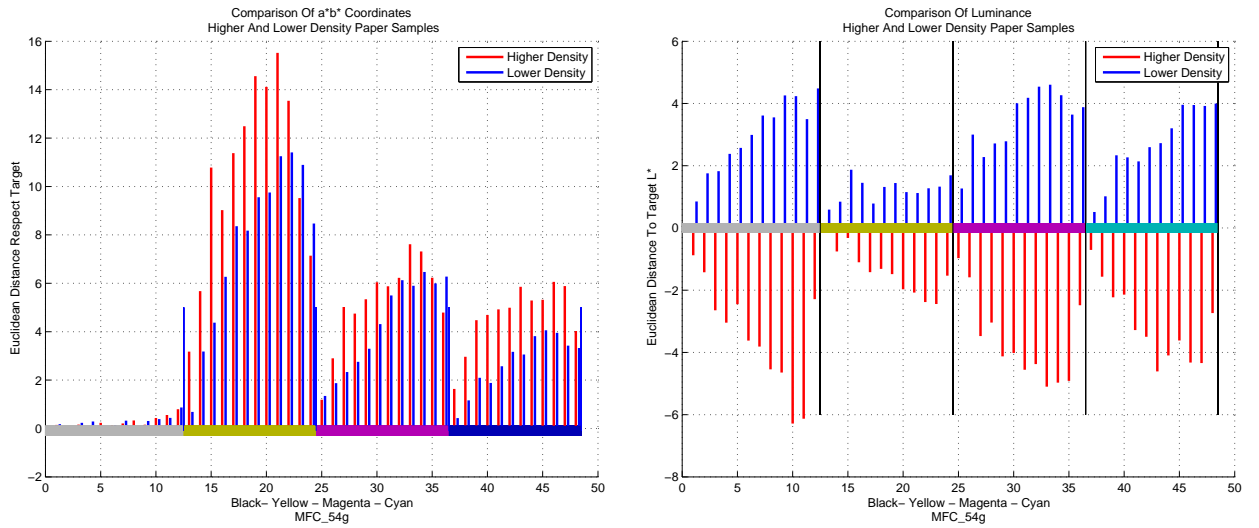 Comparison Of a*b* Coordinates
Higher And Lower Density Paper Samples
16
14
12
10
8
6
4
2
0
−2
Euclidean Distance Respect Target
Higher Density
Lower Density
0 5 10 15 20 25 30 35 40 45 50
Black− Yellow − Magenta − Cyan
MFC_54g
Comparison Of Luminance
Higher And Lower Density Paper Samples
6
4
2
0
−2
−4
−6
−8
Euclidean Distance To Target L*
Higher Density
Lower Density
0 5 10 15 20 25 30 35 40 45 50
Black− Yellow − Magenta − Cyan
MFC_54g